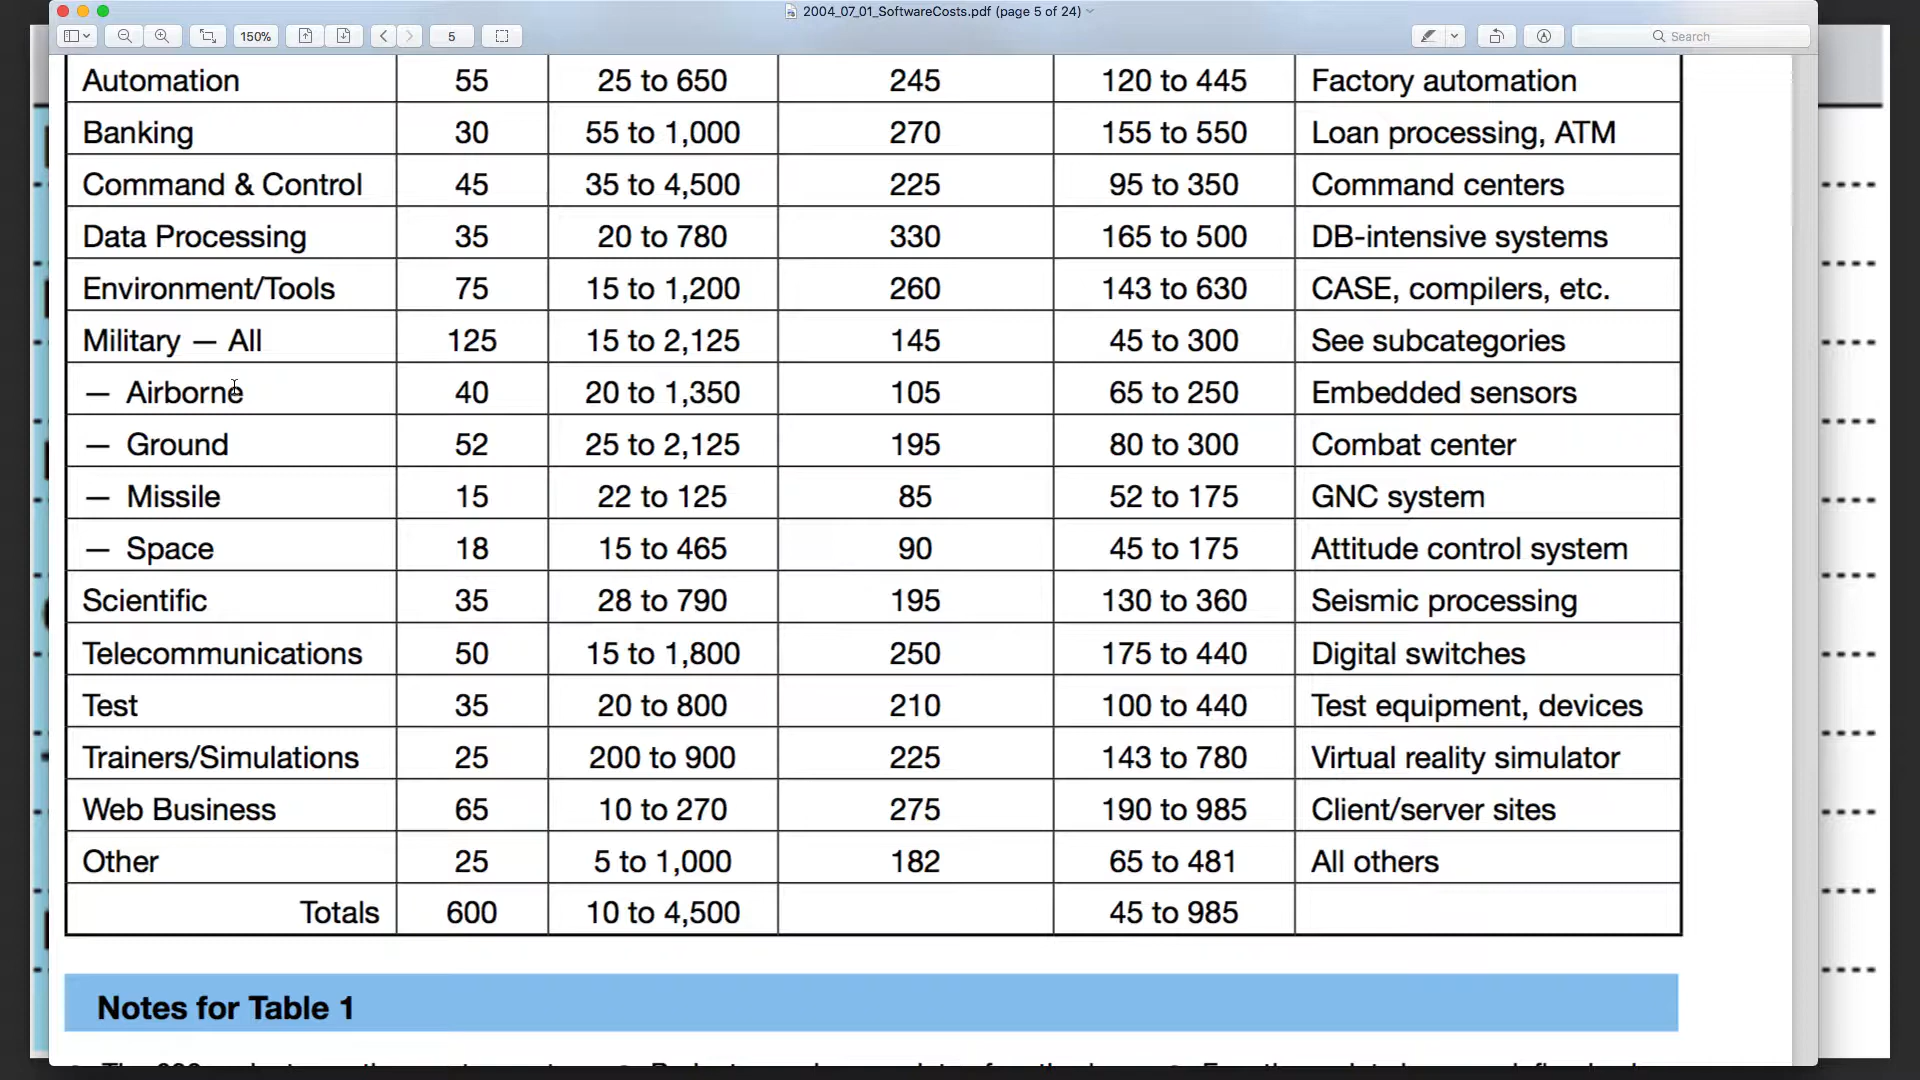 2004_07_01_SoftwareCosts.pdf (page 5 of 24)
150%
5
Search
Automation 55 25 to 650 245 120 to 445 Factory automation
Banking 30 55 to 1,000 270 155 to 550 Loan processing, ATM
Command & Control 45 35 to 4,500 225 95 to 350 Command centers
Data Processing 35 20 to 780 330 165 to 500 DB-intensive systems
Environment/Tools 75 15 to 1,200 260 143 to 630 CASE, compilers, etc.
Military — All 125 15 to 2,125 145 45 to 300 See subcategories
— Airborne 40 20 to 1,350 105 65 to 250 Embedded sensors
— Ground 52 25 to 2,125 195 80 to 300 Combat center
— Missile 15 22 to 125 85 52 to 175 GNC system
— Space 18 15 to 465 90 45 to 175 Attitude control system
Scientific 35 28 to 790 195 130 to 360 Seismic processing
Telecommunications 50 15 to 1,800 250 175 to 440 Digital switches
Test 35 20 to 800 210 100 to 440 Test equipment, devices
Trainers/Simulations 25 200 to 900 225 143 to 780 Virtual reality simulator
Web Business 65 10 to 270 275 190 to 985 Client/server sites
Other 25 5 to 1,000 182 65 to 481 All others
Totals 600 10 to 4,500 45 to 985
Notes for Table 1